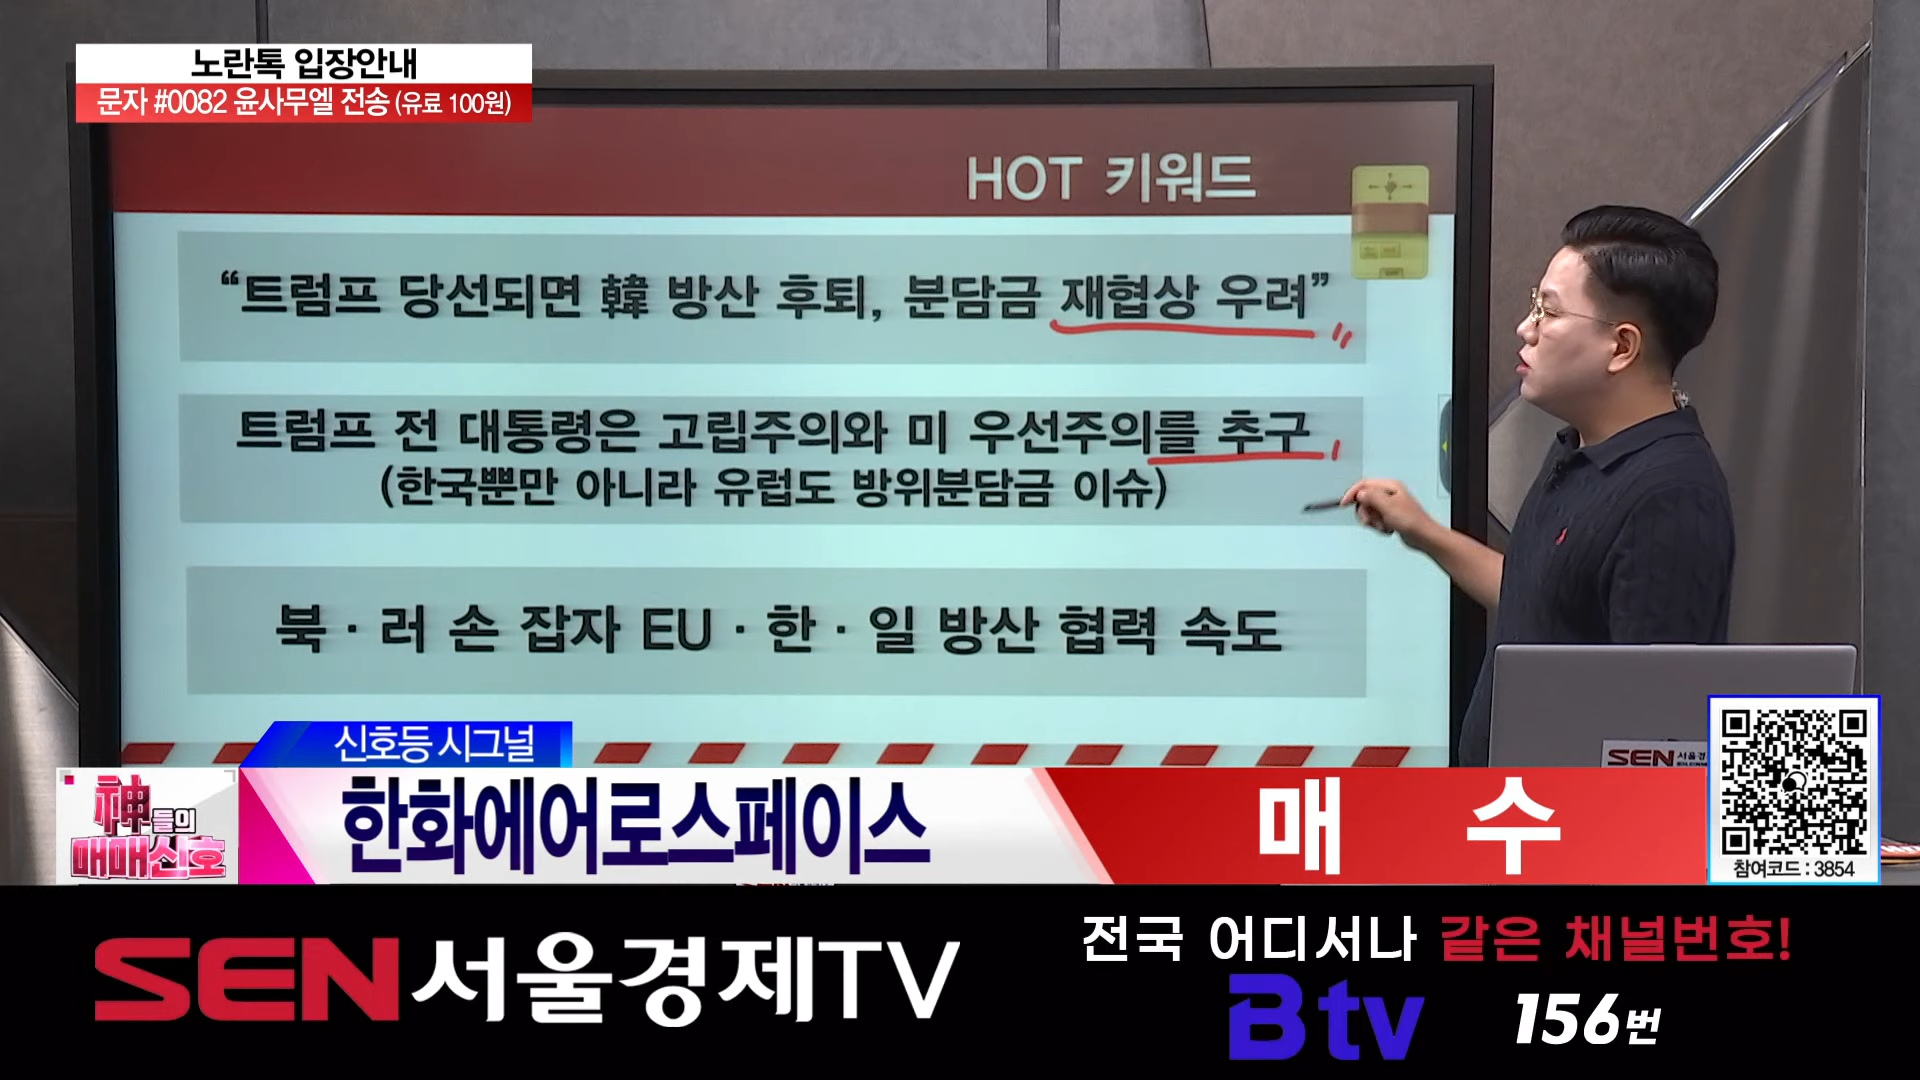 노란톡 입장안내
문자 #0082 윤사무엘 전송 (유료 100원)
HOT 키워드
“트럼프 당선되면 韓 방산 후퇴, 분담금 재협상 우려”
트럼프 전 대통령은 고립주의와 미 우선주의를 추구
(한국뿐만 아니라 유럽도 방위분담금 이슈)
북·러 손 잡자 EU·한·일 방산 협력 속도
신호등 시그널
神들의
매매신호
한화에어로스페이스
매 수
SEN 서울경
참여코드 : 3854
SEN 서울경제TV
전국 어디서나 같은 채널번호!
B tv
156번